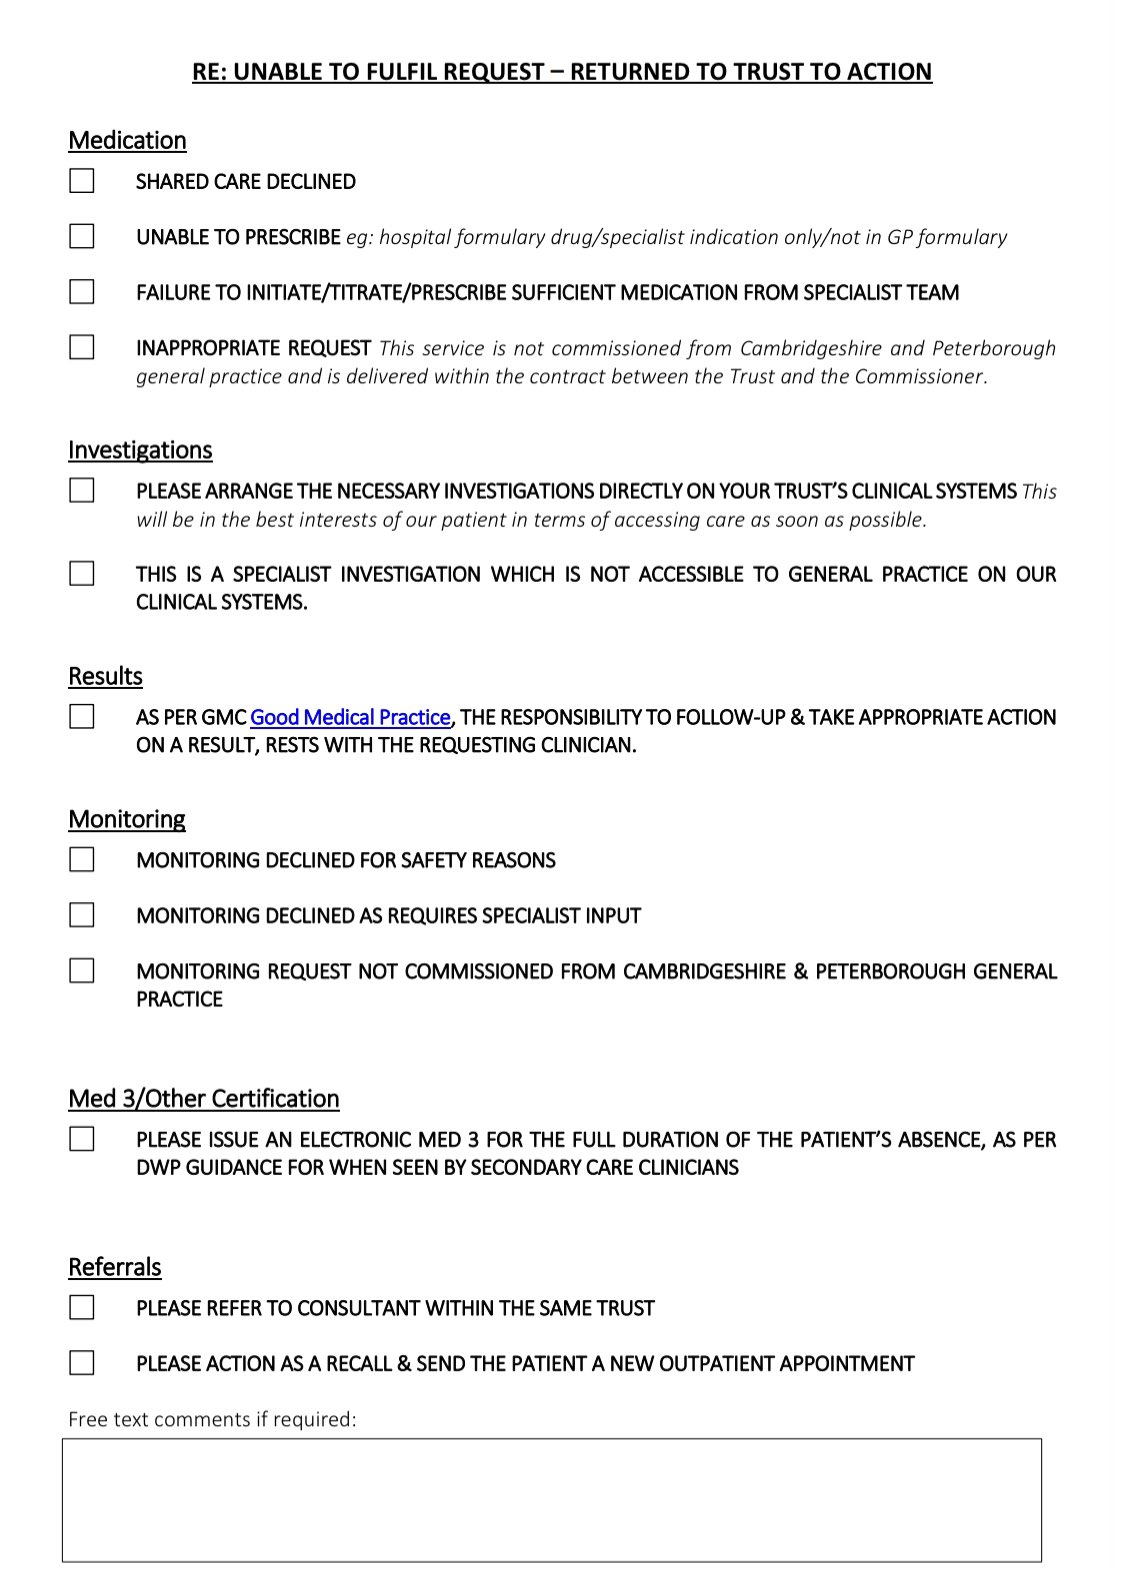 RE: UNABLE TO FULFIL REQUEST – RETURNED TO TRUST TO ACTION
Medication
SHARED CARE DECLINED
UNABLE TO PRESCRIBE eg: hospital formulary drug/specialist indication only/not in GP formulary
FAILURE TO INITIATE/TITRATE/PRESCRIBE SUFFICIENT MEDICATION FROM SPECIALIST TEAM
INAPPROPRIATE REQUEST This service is not commissioned from Cambridgeshire and Peterborough
general practice and is delivered within the contract between the Trust and the Commissioner.
Investigations
PLEASE ARRANGE THE NECESSARY INVESTIGATIONS DIRECTLY ON YOUR TRUST’S CLINICAL SYSTEMS This
will be in the best interests of our patient in terms of accessing care as soon as possible.
THIS IS A SPECIALIST INVESTIGATION WHICH IS NOT ACCESSIBLE TO GENERAL PRACTICE ON OUR
CLINICAL SYSTEMS.
Results
AS PER GMC Good Medical Practice, THE RESPONSIBILITY TO FOLLOW-UP & TAKE APPROPRIATE ACTION
ON A RESULT, RESTS WITH THE REQUESTING CLINICIAN.
Monitoring
MONITORING DECLINED FOR SAFETY REASONS
MONITORING DECLINED AS REQUIRES SPECIALIST INPUT
MONITORING REQUEST NOT COMMISSIONED FROM CAMBRIDGESHIRE & PETERBOROUGH GENERAL
PRACTICE
Med 3/Other Certification
PLEASE ISSUE AN ELECTRONIC MED 3 FOR THE FULL DURATION OF THE PATIENT’S ABSENCE, AS PER
DWP GUIDANCE FOR WHEN SEEN BY SECONDARY CARE CLINICIANS
Referrals
PLEASE REFER TO CONSULTANT WITHIN THE SAME TRUST
PLEASE ACTION AS A RECALL & SEND THE PATIENT A NEW OUTPATIENT APPOINTMENT
Free text comments if required: